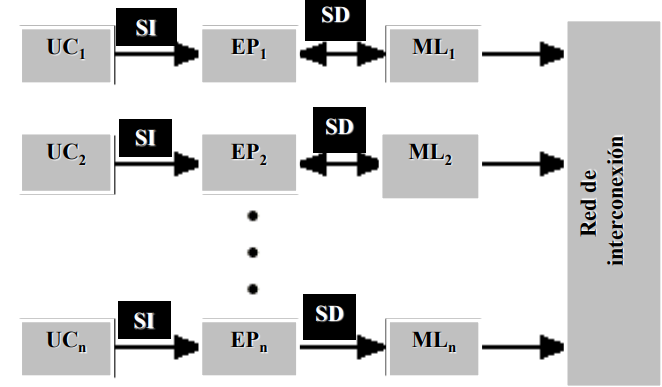 SI
SD
UC₁
EP₁
ML₁
SI
SD
UC₂
EP₂
ML₂
Red de
interconexión
SI
SD
UCₙ
EPₙ
MLₙ